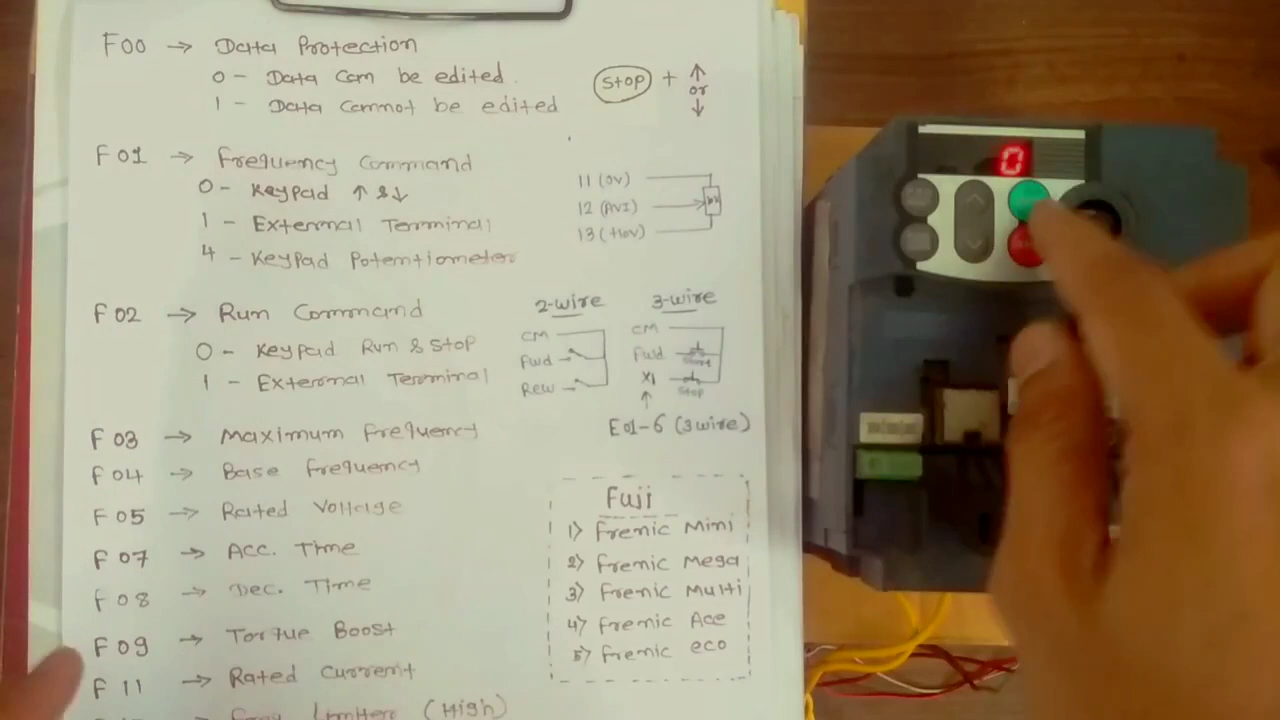 F00 → Data Protection
0 - Data Can be edited.
1 - Data Cannot be edited
Stop + ↑ or ↓
F01 → Frequency Command
0 - Keypad ↑ & ↓
1 - External Terminal
4 - Keypad Potentiometer
11 (0V)
12 (AVI)
13 (+10V)
F02 → Run Command
0 - Keypad Run & Stop
1 - External Terminal
2-wire
CM
Fwd
Rew
3-wire
CM
Fwd Start
X1 Stop
E01-6 (3wire)
F03 → Maximum Frequency
F04 → Base Frequency
F05 → Rated Voltage
F07 → Acc. Time
F08 → Dec. Time
F09 → Torque Boost
F11 → Rated Current
(High)
Fuji
1) Frenic Mini
2) Frenic Mega
3) Frenic Multi
4) Frenic Ace
5) Frenic eco
0